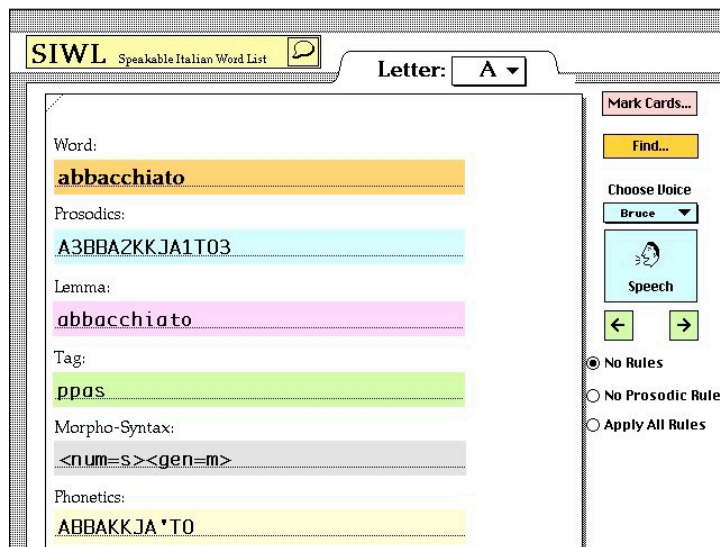 SIWL Speakable Italian Word List
Letter: A
Mark Cards...
Word:
Find...
abbacchiato
Choose Voice
Prosodics:
Bruce
A3BBA2KKJA1TO3
Speech
Lemma:
abbacchiato
Tag:
No Rules
ppas
No Prosodic Rule
Morpho-Syntax:
Apply All Rules
<num=s><gen=m>
Phonetics:
ABBAKKJA'TO